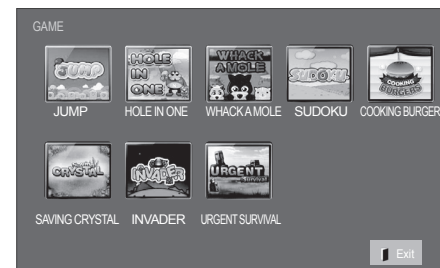 GAME
JUMP
HOLE
IN
ONE
WHACK
A MOLE
SUDOKU
COOKING
BURGERS
JUMP HOLE IN ONE WHACK A MOLE SUDOKU COOKING BURGER
CRYSTAL
INVADER
URGENT
SURVIVAL
SAVING CRYSTAL INVADER URGENT SURVIVAL
Exit